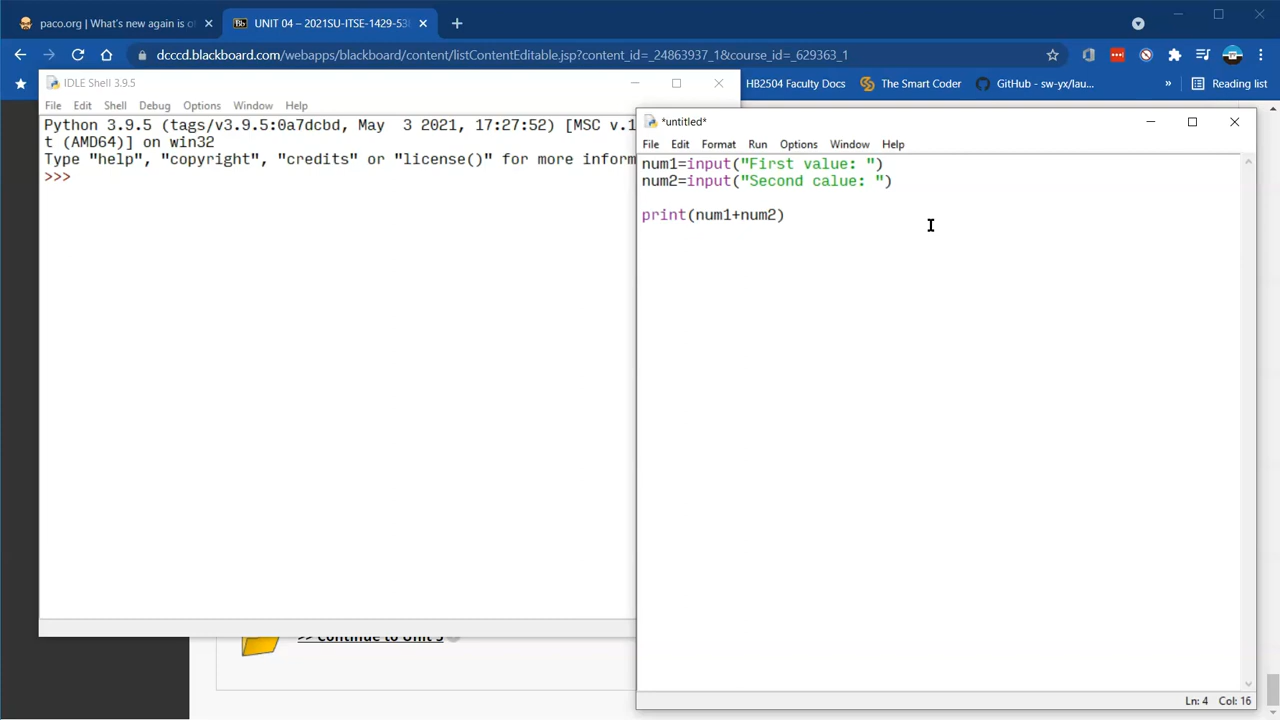 paco.org | What's new again is o
UNIT 04 – 2021SU-ITSE-1429-53
dcccd.blackboard.com/webapps/blackboard/content/listContentEditable.jsp?content_id=_24863937_1&course_id=_629363_1
HB2504 Faculty Docs
The Smart Coder
GitHub - sw-yx/lau...
»
Reading list
IDLE Shell 3.9.5
File Edit Shell Debug Options Window Help
Python 3.9.5 (tags/v3.9.5:0a7dcbd, May  3 2021, 17:27:52) [MSC v.1
t (AMD64)] on win32
Type "help", "copyright", "credits" or "license()" for more inform
>>>
*untitled*
File Edit Format Run Options Window Help
num1=input("First value: ")
num2=input("Second calue: ")
print(num1+num2)
>> Continue to Unit 5
Ln: 4 Col: 16